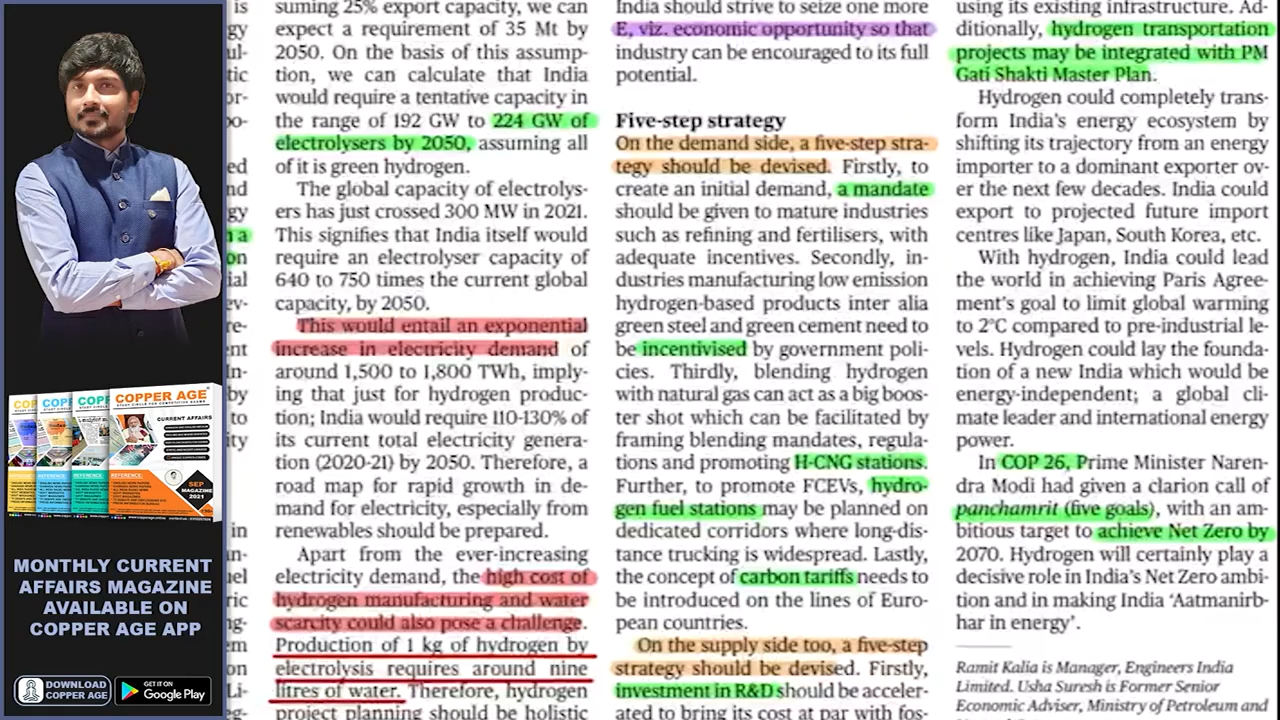 COPPER AGE
CURRENT AFFAIRS
SEP
MAGAZINE
2021
MONTHLY CURRENT
AFFAIRS MAGAZINE
AVAILABLE ON
COPPER AGE APP
DOWNLOAD
COPPER AGE
GET IT ON
Google Play
suming 25% export capacity, we can
expect a requirement of 35 Mt by
2050. On the basis of this assump-
tion, we can calculate that India
would require a tentative capacity in
the range of 192 GW to 224 GW of
electrolysers by 2050, assuming all
of it is green hydrogen.
The global capacity of electrolys-
ers has just crossed 300 MW in 2021.
This signifies that India itself would
require an electrolyser capacity of
640 to 750 times the current global
capacity, by 2050.
This would entail an exponential
increase in electricity demand of
around 1,500 to 1,800 TWh, imply-
ing that just for hydrogen produc-
tion; India would require 110-130% of
its current total electricity genera-
tion (2020-21) by 2050. Therefore, a
road map for rapid growth in de-
mand for electricity, especially from
renewables should be prepared.
Apart from the ever-increasing
electricity demand, the high cost of
hydrogen manufacturing and water
scarcity could also pose a challenge.
Production of 1 kg of hydrogen by
electrolysis requires around nine
litres of water. Therefore, hydrogen
project planning should be holistic
India should strive to seize one more
E, viz. economic opportunity so that
industry can be encouraged to its full
potential.
Five-step strategy
On the demand side, a five-step stra-
tegy should be devised. Firstly, to
create an initial demand, a mandate
should be given to mature industries
such as refining and fertilisers, with
adequate incentives. Secondly, in-
dustries manufacturing low emission
hydrogen-based products inter alia
green steel and green cement need to
be incentivised by government poli-
cies. Thirdly, blending hydrogen
with natural gas can act as a big boos-
ter shot which can be facilitated by
framing blending mandates, regula-
tions and promoting H-CNG stations.
Further, to promote FCEVs, hydro-
gen fuel stations may be planned on
dedicated corridors where long-dis-
tance trucking is widespread. Lastly,
the concept of carbon tariffs needs to
be introduced on the lines of Euro-
pean countries.
On the supply side too, a five-step
strategy should be devised. Firstly,
investment in R&D should be acceler-
ated to bring its cost at par with fos-
using its existing infrastructure. Ad-
ditionally, hydrogen transportation
projects may be integrated with PM
Gati Shakti Master Plan.
Hydrogen could completely trans-
form India's energy ecosystem by
shifting its trajectory from an energy
importer to a dominant exporter ov-
er the next few decades. India could
export to projected future import
centres like Japan, South Korea, etc.
With hydrogen, India could lead
the world in achieving Paris Agree-
ment's goal to limit global warming
to 2°C compared to pre-industrial le-
vels. Hydrogen could lay the founda-
tion of a new India which would be
energy-independent; a global cli-
mate leader and international energy
power.
In COP 26, Prime Minister Naren-
dra Modi had given a clarion call of
panchamrit (five goals), with an am-
bitious target to achieve Net Zero by
2070. Hydrogen will certainly play a
decisive role in India's Net Zero ambi-
tion and in making India 'Aatmanirb-
har in energy'.
Ramit Kalia is Manager, Engineers India
Limited. Usha Suresh is Former Senior
Economic Adviser, Ministry of Petroleum and